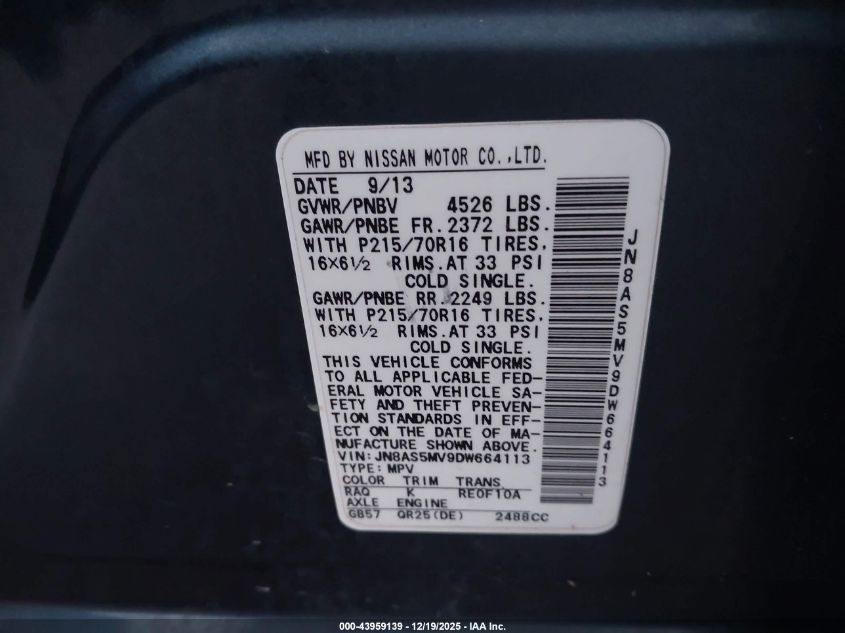 MFD BY NISSAN MOTOR CO.,LTD.
DATE 9/13
GVWR/PNBV 4526 LBS.
GAWR/PNBE FR.2372 LBS.
WITH P215/70R16 TIRES,
16×6½ RIMS.AT 33 PSI
COLD SINGLE.
GAWR/PNBE RR.2249 LBS.
WITH P215/70R16 TIRES.
16×6½ RIMS.AT 33 PSI
COLD SINGLE.
THIS VEHICLE CONFORMS
TO ALL APPLICABLE FED-
ERAL MOTOR VEHICLE SA-
FETY AND THEFT PREVEN-
TION STANDARDS IN EFF-
ECT ON THE DATE OF MA-
NUFACTURE SHOWN ABOVE.
VIN:JN8AS5MV9DW664113
TYPE:MPV
COLOR TRIM TRANS.
RAQ K RE0F10A
AXLE ENGINE
GB57 QR25(DE) 2488CC
JN8AS5MV9DW664113
000-43959139 - 12/19/2025 - IAA Inc.